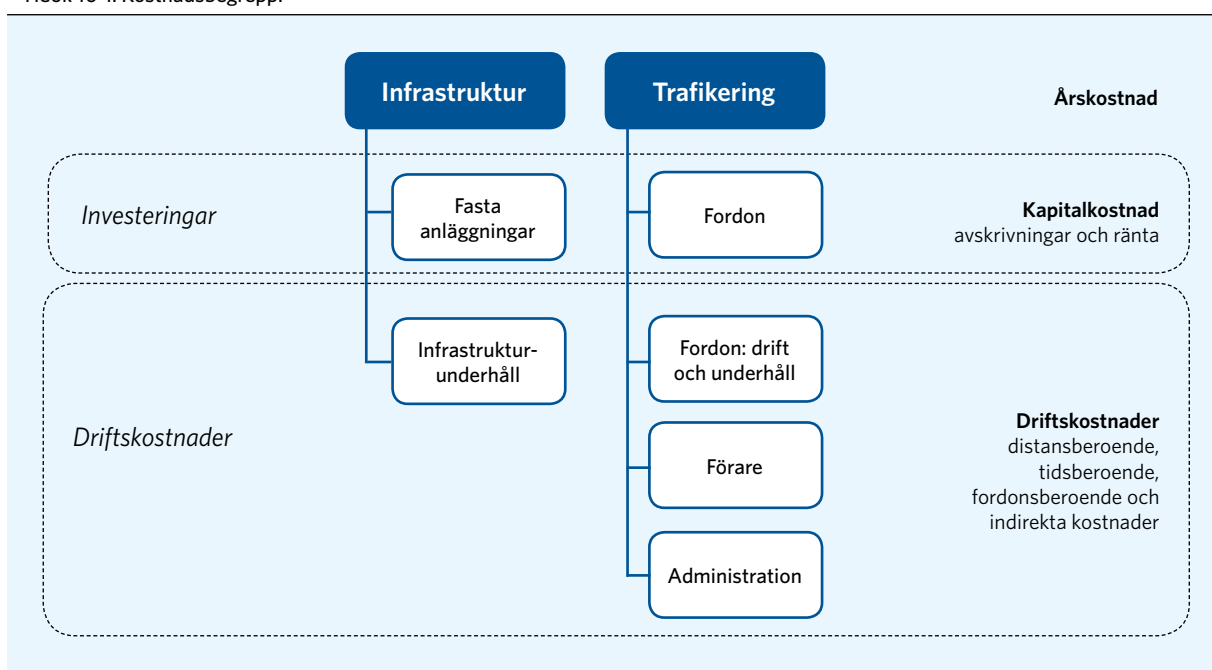 Kostnadsbegrepp.
Infrastruktur
Trafikering
Årskostnad
Investeringar
Fasta
anläggningar
Fordon
Kapitalkostnad
avskrivningar och ränta
Driftskostnader
Infrastruktur-
underhåll
Fordon: drift
och underhåll
Förare
Administration
Driftskostnader
distansberoende,
tidsberoende,
fordonsberoende och
indirekta kostnader